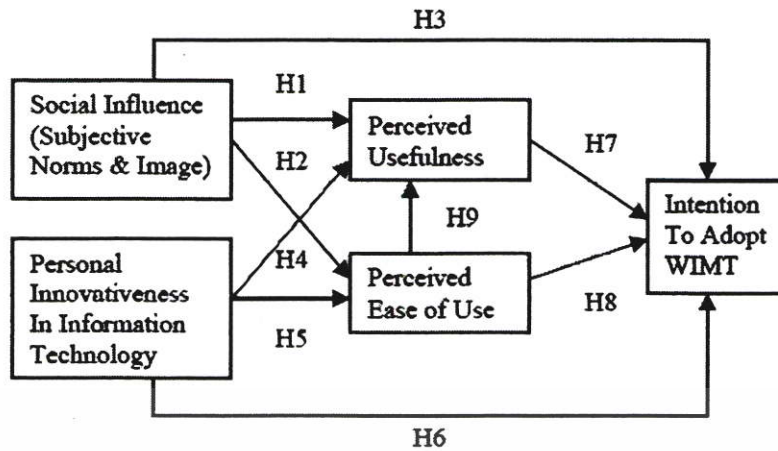 H3
Social Influence
(Subjective
Norms & Image)
H1
H2
Perceived
Usefulness
H7
H9
Intention
To Adopt
WIMT
Personal
Innovativeness
In Information
Technology
H4
H5
Perceived
Ease of Use
H8
H6